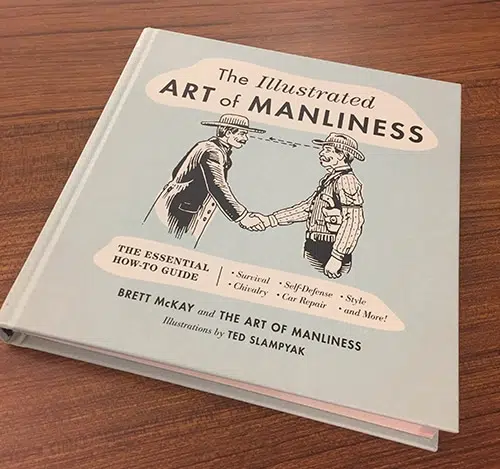 The Illustrated
ART of MANLINESS
THE ESSENTIAL
HOW-TO GUIDE
• Survival • Self-Defense • Style
• Chivalry • Car Repair • and More!
BRETT McKAY and THE ART OF MANLINESS
Illustrations by TED SLAMPYAK